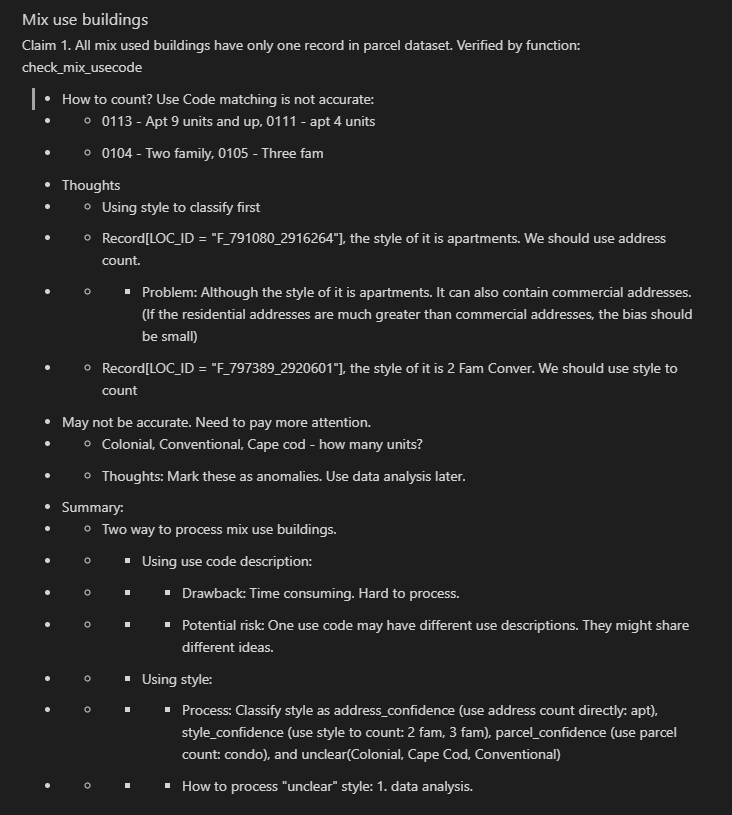 Mix use buildings
Claim 1. All mix used buildings have only one record in parcel dataset. Verified by function:
check_mix_usecode
• How to count? Use Code matching is not accurate:
• ◦ 0113 - Apt 9 units and up, 0111 - apt 4 units
• ◦ 0104 - Two family, 0105 - Three fam
• Thoughts
• ◦ Using style to classify first
• ◦ Record[LOC_ID = "F_791080_2916264"], the style of it is apartments. We should use address
count.
• ◦ ▪ Problem: Although the style of it is apartments. It can also contain commercial addresses.
(If the residential addresses are much greater than commercial addresses, the bias should
be small)
• ◦ Record[LOC_ID = "F_797389_2920601"], the style of it is 2 Fam Conver. We should use style to
count
• May not be accurate. Need to pay more attention.
• ◦ Colonial, Conventional, Cape cod - how many units?
• ◦ Thoughts: Mark these as anomalies. Use data analysis later.
• Summary:
• ◦ Two way to process mix use buildings.
• ◦ ▪ Using use code description:
• ◦ ▪ ▪ Drawback: Time consuming. Hard to process.
• ◦ ▪ ▪ Potential risk: One use code may have different use descriptions. They might share
different ideas.
• ◦ ▪ Using style:
• ◦ ▪ ▪ Process: Classify style as address_confidence (use address count directly: apt),
style_confidence (use style to count: 2 fam, 3 fam), parcel_confidence (use parcel
count: condo), and unclear(Colonial, Cape Cod, Conventional)
• ◦ ▪ ▪ How to process "unclear" style: 1. data analysis.